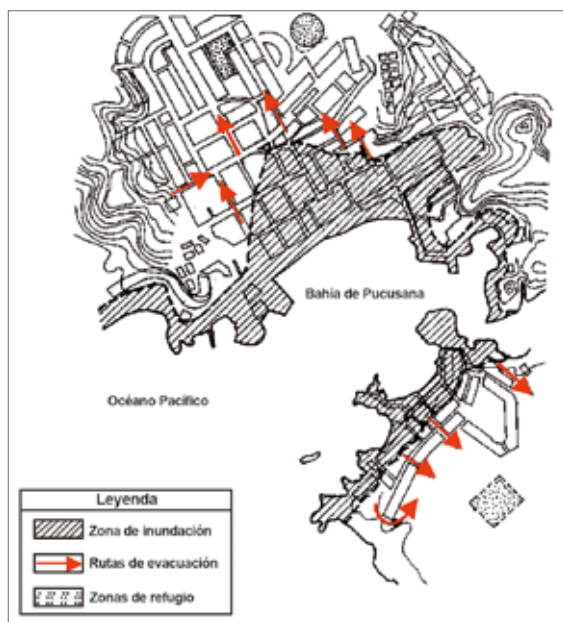 Bahía de Pucusana
Océano Pacífico
Leyenda
Zona de inundación
Rutas de evacuación
Zonas de refugio